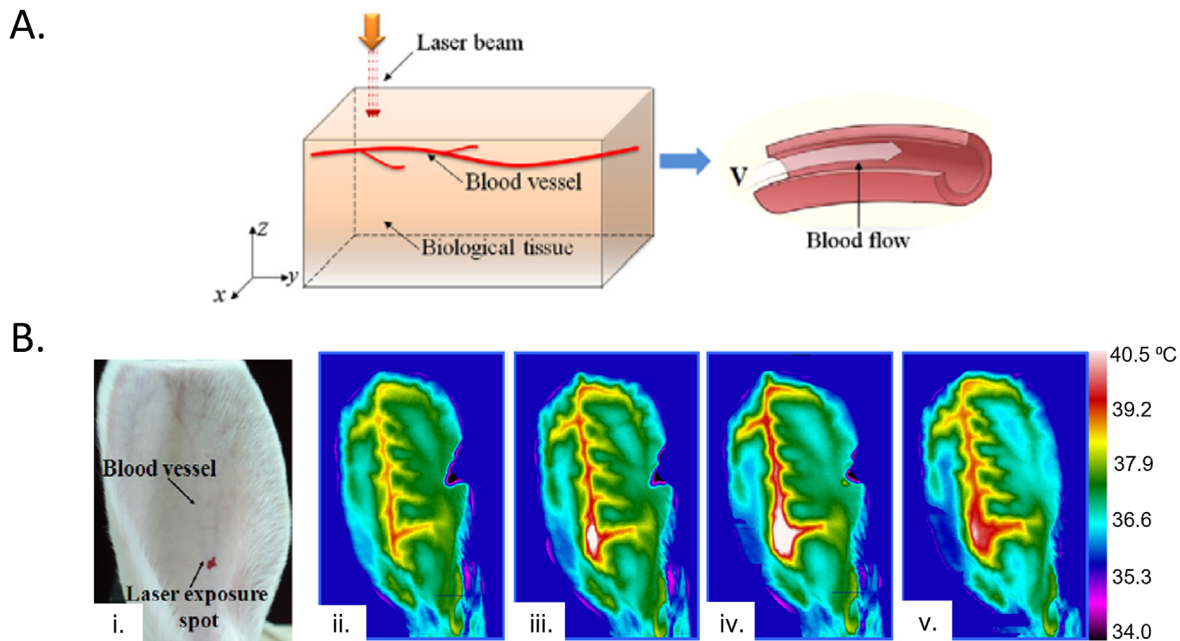 A.
Laser beam
Blood vessel
Biological tissue
z
y
x
V
Blood flow
B.
Blood vessel
Laser exposure
spot
i.
ii.
iii.
iv.
v.
40.5 ºC
39.2
37.9
36.6
35.3
34.0